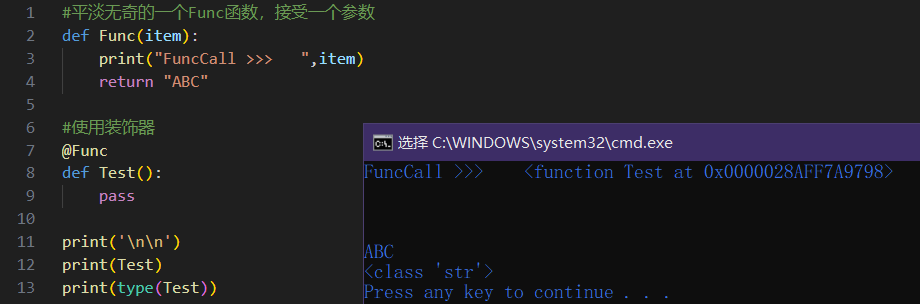 1 #平淡无奇的一个Func函数，接受一个参数
2 def Func(item):
3     print("FuncCall >>>   ",item)
4     return "ABC"
5
6 #使用装饰器
7 @Func
8 def Test():
9     pass
10
11 print('\n\n')
12 print(Test)
13 print(type(Test))
选择 C:\WINDOWS\system32\cmd.exe
FuncCall >>>    <function Test at 0x0000028AFF7A9798>
ABC
<class 'str'>
Press any key to continue . . .